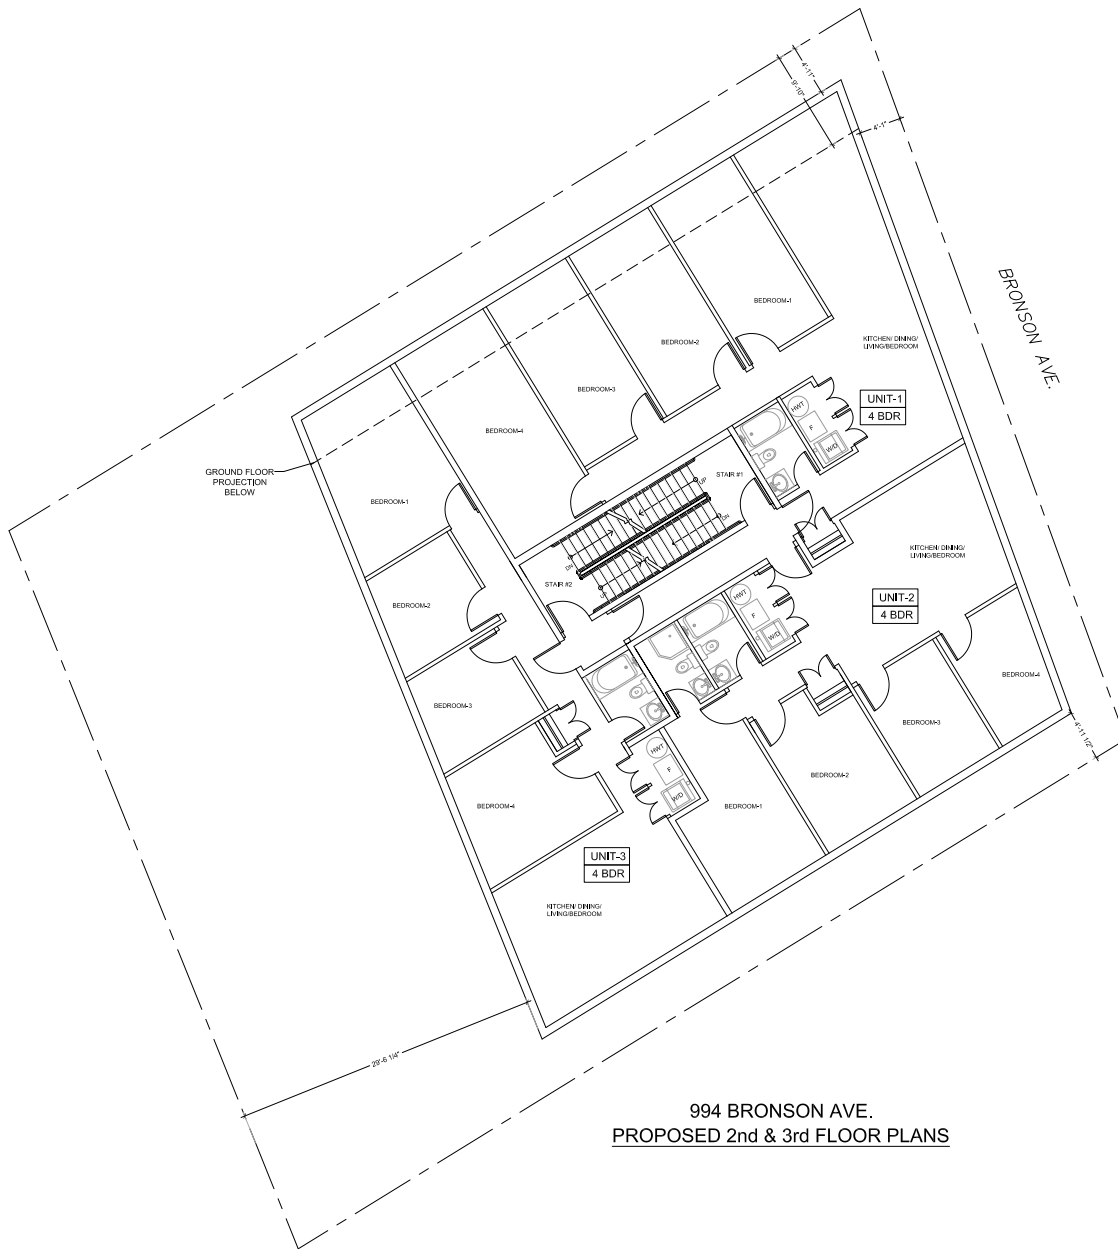 4'-11"
9'-10"
4'-1"
BRONSON AVE.
BEDROOM-1
KITCHEN/ DINING/
LIVING/BEDROOM
BEDROOM-2
BEDROOM-3
BEDROOM-4
UNIT-1
4 BDR
HWT
F
W/D
STAIR #1
UP
DN
GROUND FLOOR
PROJECTION
BELOW
BEDROOM-1
DN
STAIR #2
UP
KITCHEN/ DINING/
LIVING/BEDROOM
UNIT-2
4 BDR
HWT
F
W/D
BEDROOM-2
BEDROOM-3
BEDROOM-4
BEDROOM-4
BEDROOM-3
BEDROOM-2
BEDROOM-1
4'-11 1/2"
HWT
F
W/D
UNIT-3
4 BDR
KITCHEN/ DINING/
LIVING/BEDROOM
29'-6 1/4"
994 BRONSON AVE.
PROPOSED 2nd & 3rd FLOOR PLANS